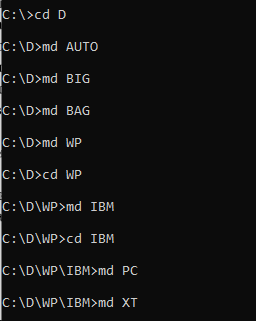 C:\>cd D
C:\D>md AUTO
C:\D>md BIG
C:\D>md BAG
C:\D>md WP
C:\D>cd WP
C:\D\WP>md IBM
C:\D\WP>cd IBM
C:\D\WP\IBM>md PC
C:\D\WP\IBM>md XT